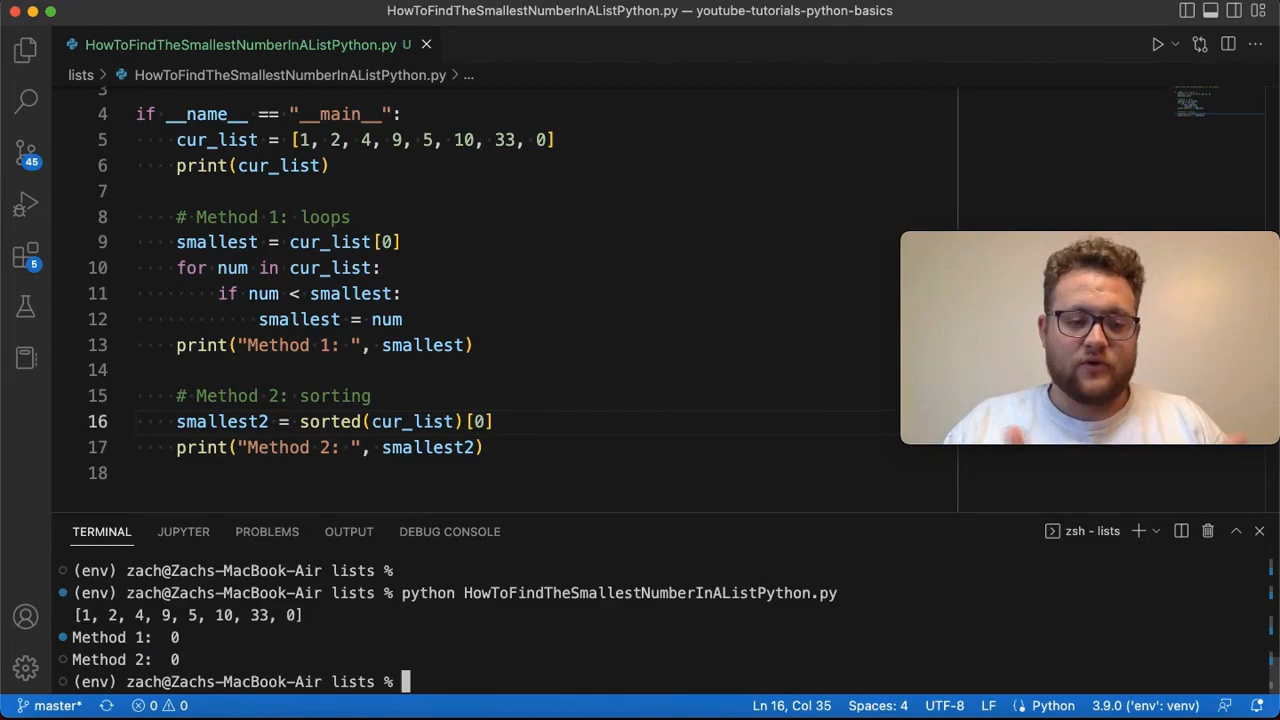 HowToFindTheSmallestNumberInAListPython.py — youtube-tutorials-python-basics
HowToFindTheSmallestNumberInAListPython.py U
lists > HowToFindTheSmallestNumberInAListPython.py > ...
3
4 if __name__ == "__main__":
5 cur_list = [1, 2, 4, 9, 5, 10, 33, 0]
6 print(cur_list)
7
8 # Method 1: loops
9 smallest = cur_list[0]
10 for num in cur_list:
11 if num < smallest:
12 smallest = num
13 print("Method 1: ", smallest)
14
15 # Method 2: sorting
16 smallest2 = sorted(cur_list)[0]
17 print("Method 2: ", smallest2)
18
45
5
TERMINAL JUPYTER PROBLEMS OUTPUT DEBUG CONSOLE zsh - lists
(env) zach@Zachs-MacBook-Air lists %
(env) zach@Zachs-MacBook-Air lists % python HowToFindTheSmallestNumberInAListPython.py
[1, 2, 4, 9, 5, 10, 33, 0]
Method 1:  0
Method 2:  0
(env) zach@Zachs-MacBook-Air lists %
master* 0 0 Ln 16, Col 35 Spaces: 4 UTF-8 LF Python 3.9.0 ('env': venv)